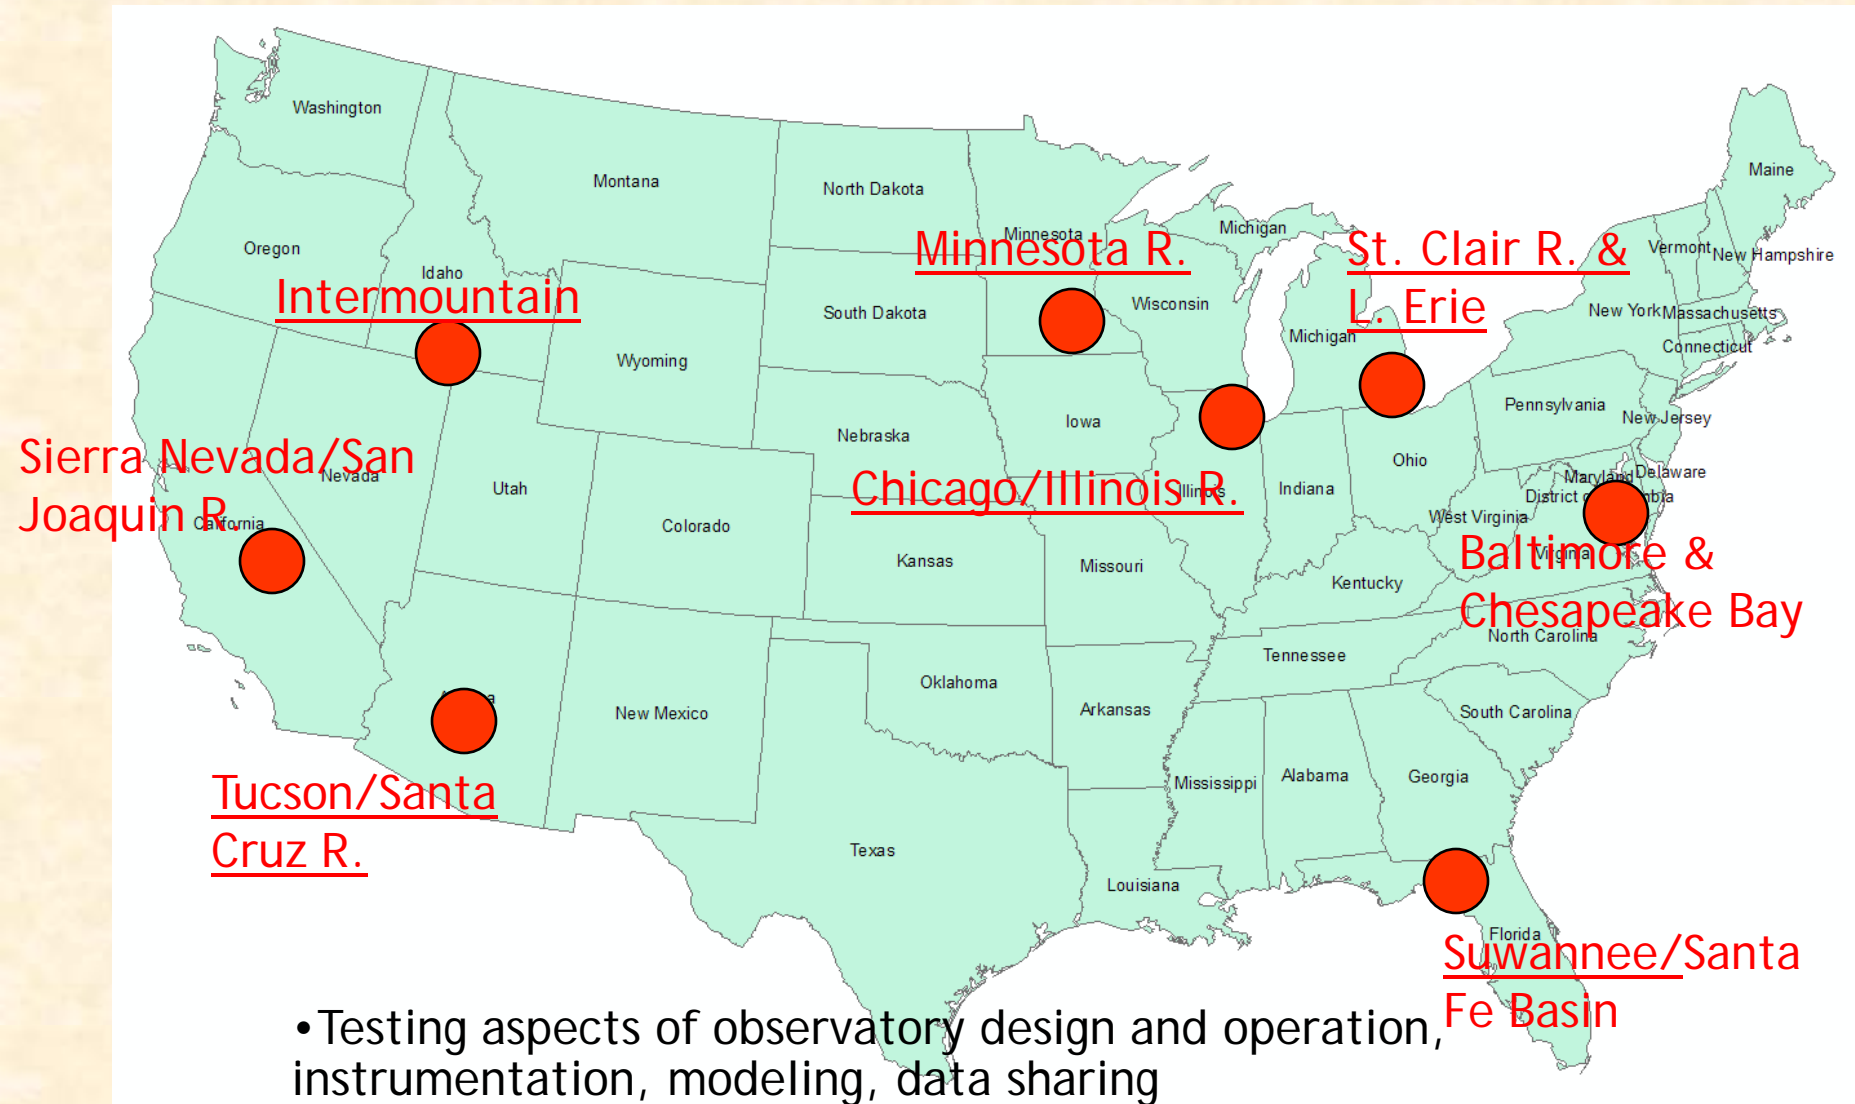 Washington
Montana
North Dakota
Minnesota
Michigan
Maine
Oregon
Idaho
Intermountain
Minnesota R.
St. Clair R. &
L. Erie
Vermont
New Hampshire
South Dakota
Wisconsin
Michigan
New York
Massachusetts
Connecticut
Wyoming
Pennsylvania
New Jersey
Nebraska
Iowa
Ohio
Sierra Nevada/San
Joaquin R.
Nevada
California
Utah
Colorado
Chicago/Illinois R.
Illinois
Indiana
Maryland
Delaware
District
West Virginia
Virginia
Baltimore &
Chesapeake Bay
Kansas
Missouri
Kentucky
North Carolina
Tennessee
Oklahoma
Arkansas
New Mexico
South Carolina
Tucson/Santa
Cruz R.
Mississippi
Alabama
Georgia
Texas
Louisiana
Florida
Suwannee/Santa
Fe Basin
•Testing aspects of observatory design and operation,
instrumentation, modeling, data sharing